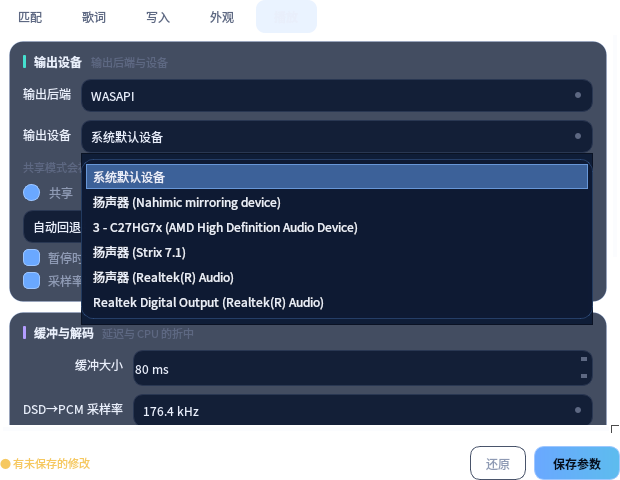 匹配 歌词 写入 外观
输出设备 输出后端与设备
输出后端 WASAPI
输出设备 系统默认设备
共享模式会
系统默认设备
共享
扬声器 (Nahimic mirroring device)
自动回退
3 - C27HG7x (AMD High Definition Audio Device)
扬声器 (Strix 7.1)
暂停时
扬声器 (Realtek(R) Audio)
采样率
Realtek Digital Output (Realtek(R) Audio)
缓冲与解码 延迟与 CPU 的折中
缓冲大小 80 ms
DSD→PCM 采样率 176.4 kHz
有未保存的修改
还原 保存参数